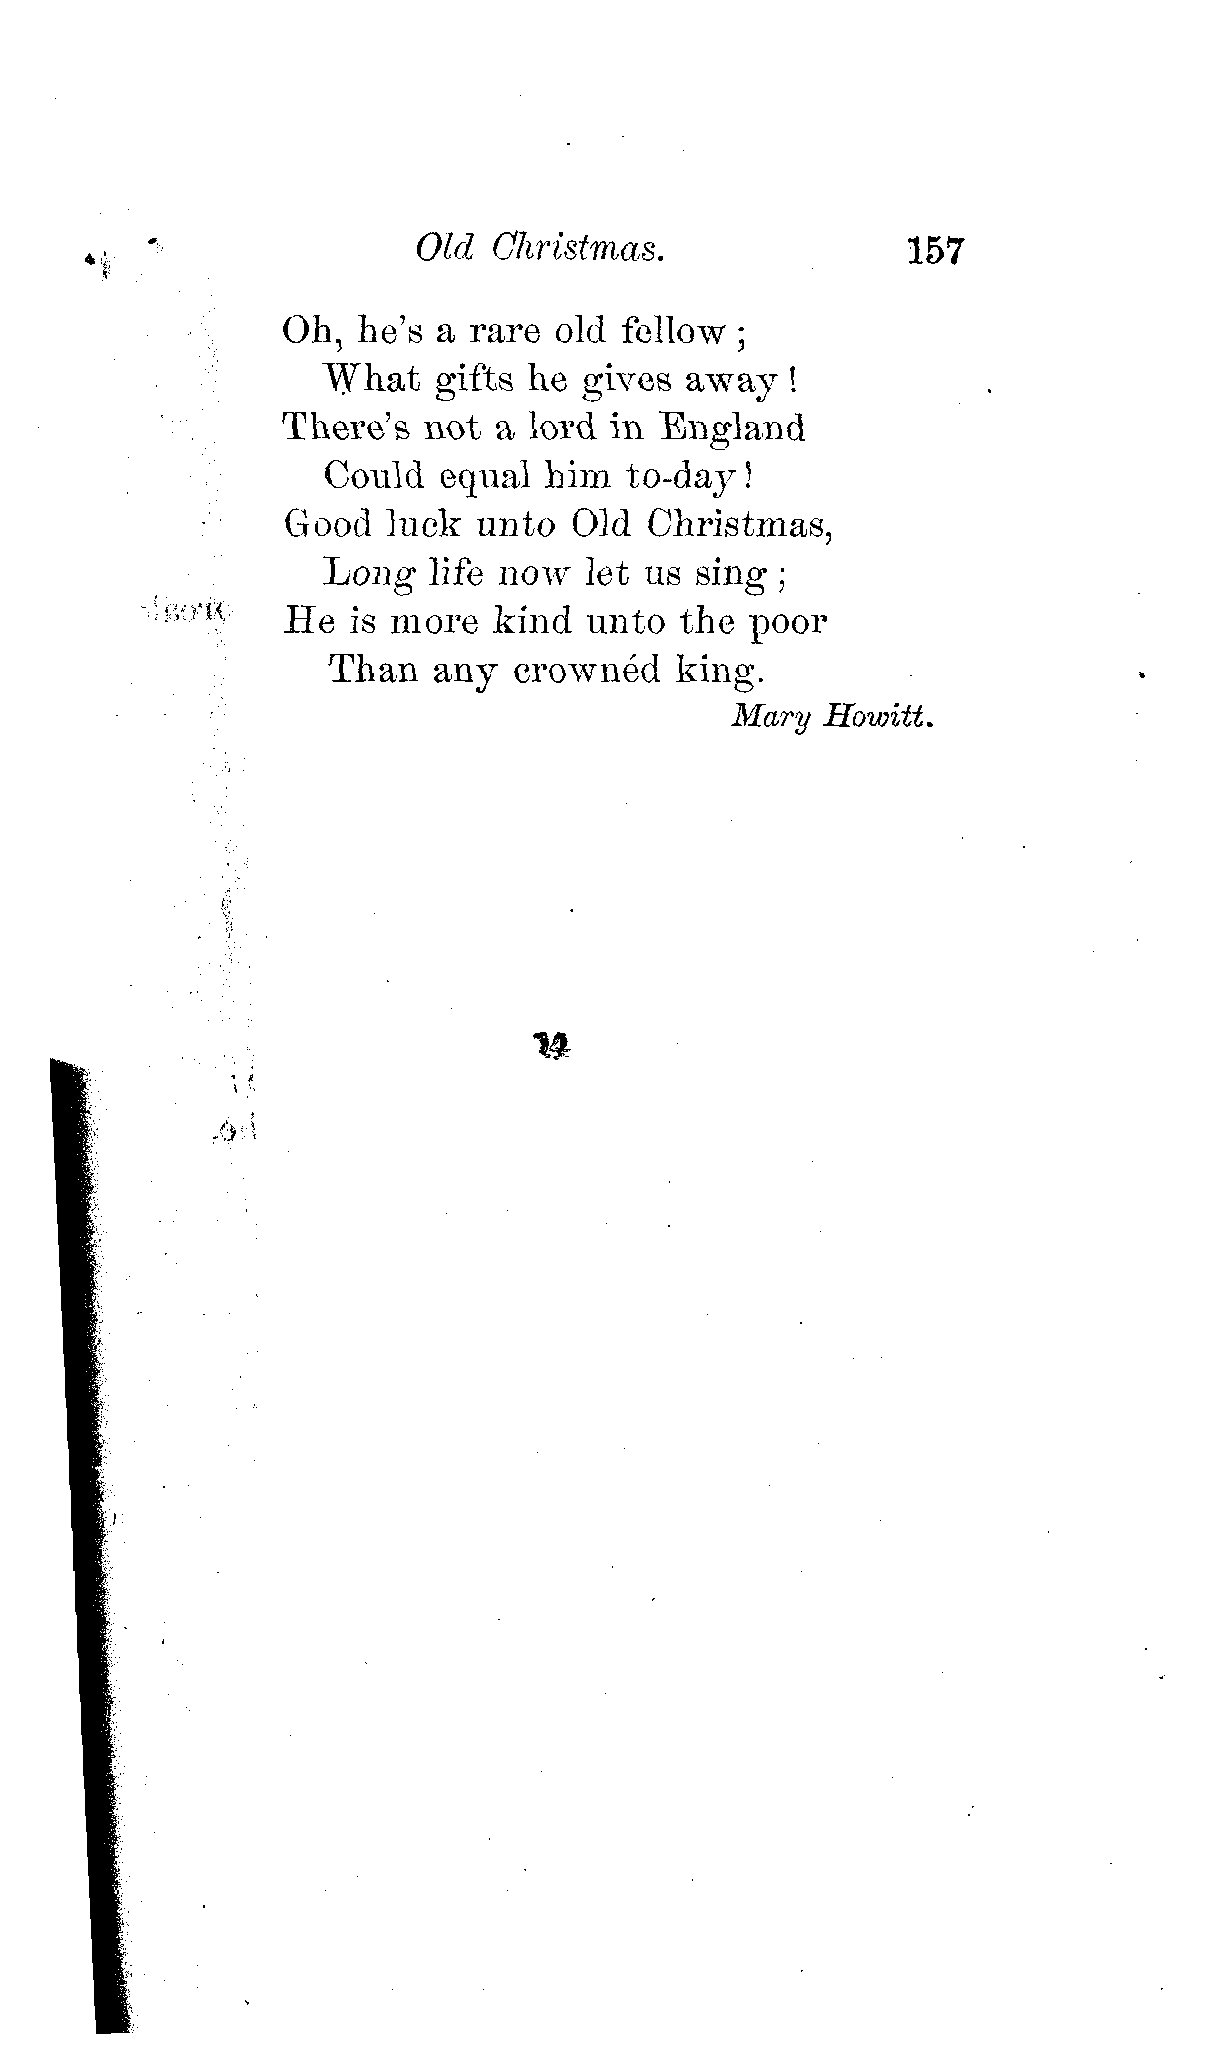 Old Christmas. 157
Oh, he's a rare old fellow;
What gifts he gives away!
There's not a lord in England
Could equal him to-day!
Good luck unto Old Christmas,
Long life now let us sing;
He is more kind unto the poor
Than any crownéd king.
Mary Howitt.
14